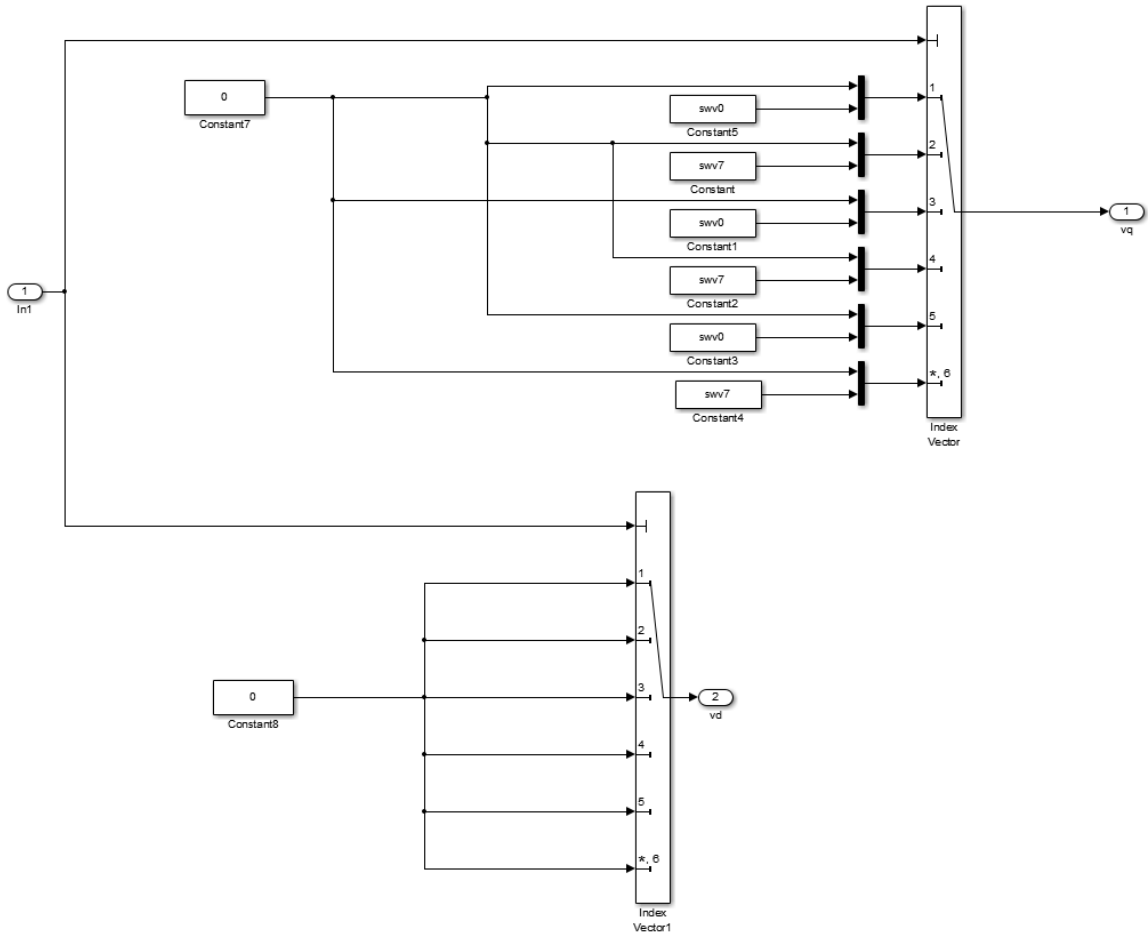 1
0
Constant7
swv0
Constant5
2
swv7
Constant
3
swv0
Constant1
1
vq
4
swv7
Constant2
1
In1
5
swv0
Constant3
*, 6
swv7
Constant4
Index
Vector
1
2
3
0
Constant8
2
vd
4
5
*, 6
Index
Vector1